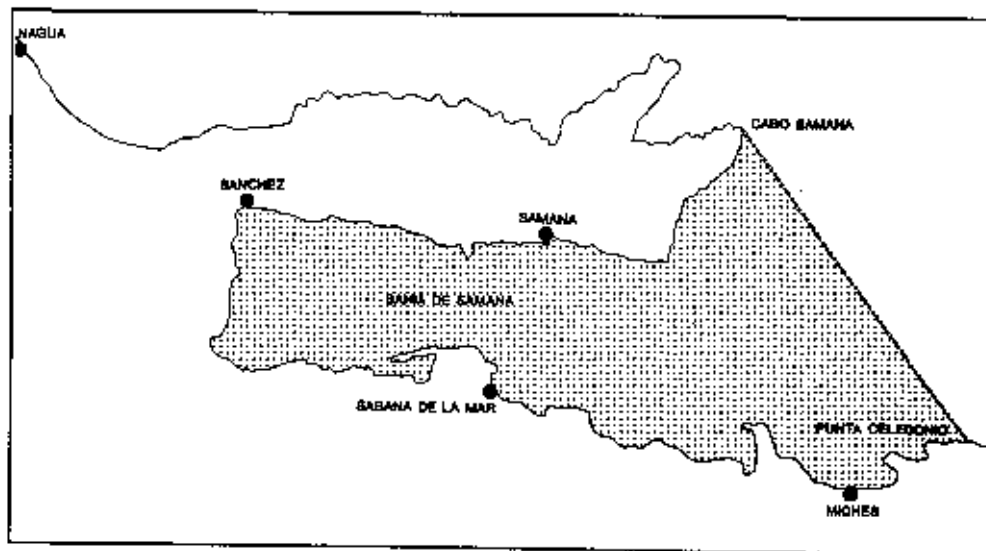 NAGUA
CABO SAMANA
SANCHEZ
SAMANA
BAHIA DE SAMANA
SABANA DE LA MAR
PUNTA CELEDONIO
MICHES